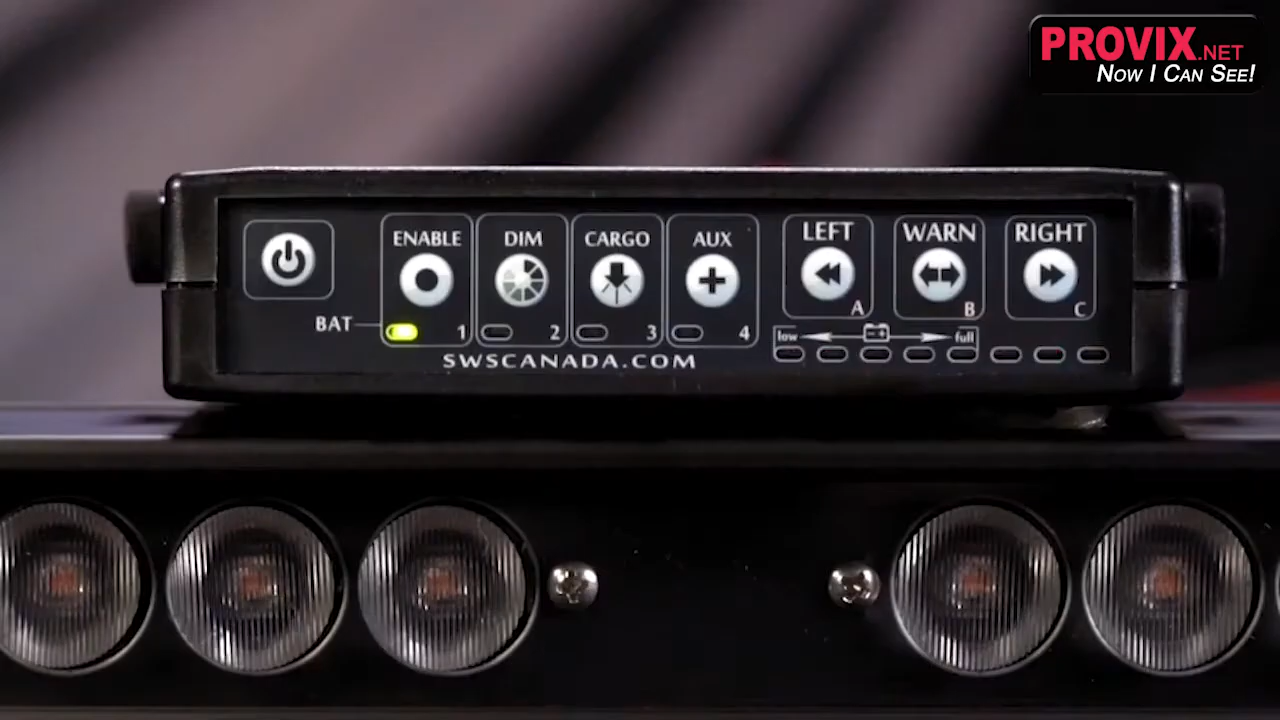 PROVIX.NET
NOW I CAN SEE!
ENABLE DIM CARGO AUX LEFT WARN RIGHT
A B C
BAT 1 2 3 4
low full
SWSCANADA.COM